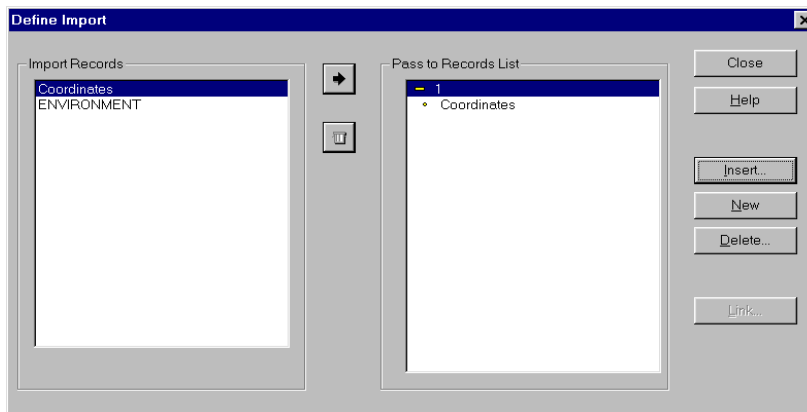 Define Import
Import Records
Coordinates
ENVIRONMENT
Pass to Records List
1
Coordinates
Close
Help
Insert...
New
Delete...
Link...